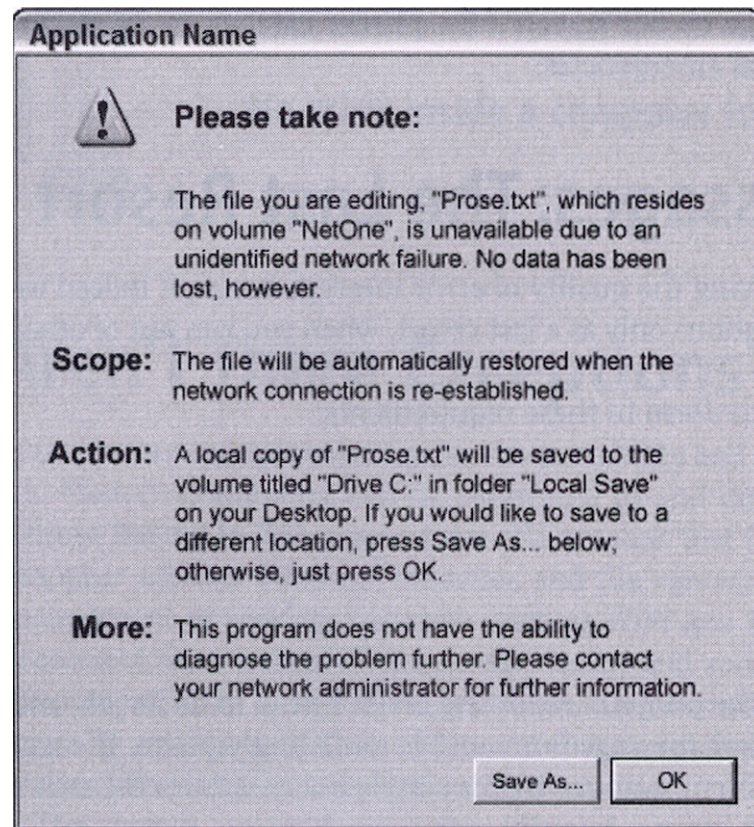 Application Name
Please take note:
The file you are editing, "Prose.txt", which resides
on volume "NetOne", is unavailable due to an
unidentified network failure. No data has been
lost, however.
Scope: The file will be automatically restored when the
network connection is re-established.
Action: A local copy of "Prose.txt" will be saved to the
volume titled "Drive C:" in folder "Local Save"
on your Desktop. If you would like to save to a
different location, press Save As... below;
otherwise, just press OK.
More: This program does not have the ability to
diagnose the problem further. Please contact
your network administrator for further information.
Save As... OK